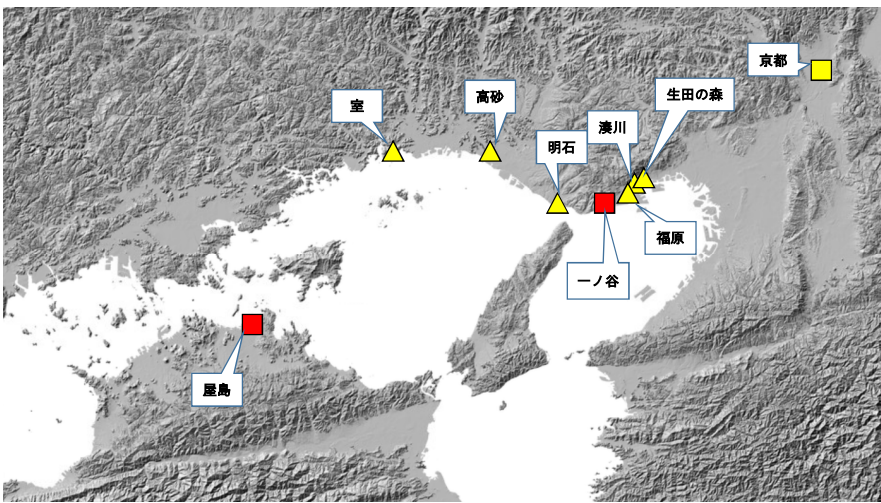 京都
生田の森
高砂
室
湊川
明石
福原
一ノ谷
屋島